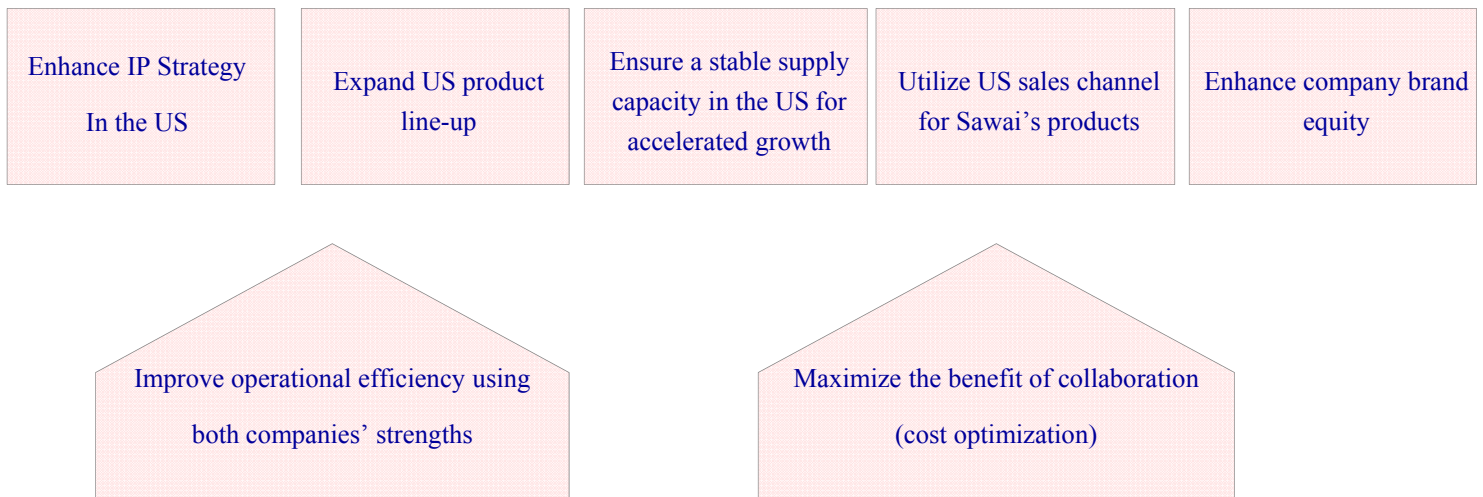 Enhance IP Strategy
In the US
Expand US product
line-up
Ensure a stable supply
capacity in the US for
accelerated growth
Utilize US sales channel
for Sawai’s products
Enhance company brand
equity
Improve operational efficiency using
both companies’ strengths
Maximize the benefit of collaboration
(cost optimization)